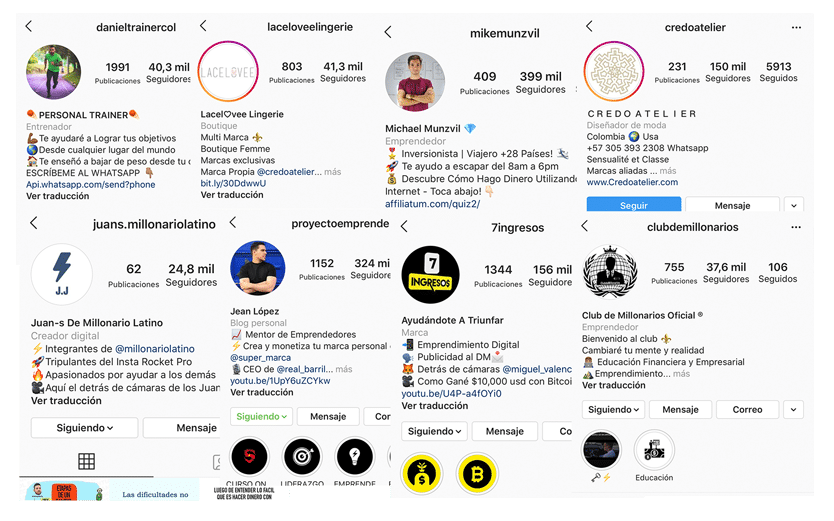 danieltrainercol
1991
40,3 mil
Publicaciones
Seguidores
PERSONAL TRAINER
Entrenador
Te ayudaré a Lograr tus objetivos
Desde cualquier lugar del mundo
Te enseñó a bajar de peso desde tu c
ESCRÍBEME AL WHATSAPP
Api.whatsapp.com/send?phone
Ver traducción
laceloveelingerie
LACELOVEE
803
41,3 mil
Publicaciones
Seguidores
Lacel♡vee Lingerie
Boutique
Multi Marca
Boutique Femme
Marcas exclusivas
Marca Propia @credoatelier... más
bit.ly/30DdwwU
Ver traducción
mikemunzvil
409
399 mil
Publicaciones
Seguidores
Michael Munzvil
Emprendedor
Inversionista | Viajero +28 Países!
Te ayudo a escapar del 8am a 6pm
Descubre Cómo Hago Dinero Utilizando
Internet - Toca abajo!
affiliatum.com/quiz2/
credoatelier
231
150 mil
5913
Publicaciones
Seguidores
Seguidos
C R E D O A T E L I E R
Diseñador de moda
Colombia Usa
+57 305 393 2308 Whatsapp
Sensualité et Classe
Marcas aliadas ... más
www.Credoatelier.com
Seguir
Mensaje
juans.millonariolatino
J.J
62
24,8 mil
Publicaciones
Seguidores
Juan-s De Millonario Latino
Creador digital
Integrantes de @millonariolatino
Tripulantes del Insta Rocket Pro
Apasionados por ayudar a los demás
Aquí el detrás de cámaras de los Juan
Ver traducción
Siguiendo
Mensaje
ETAPAS
DE UN
Las dificultades no
proyectoemprende
1152
324 mi
Publicaciones
Seguidore
Jean López
Blog personal
Mentor de Emprendedores
Crea y monetiza tu marca personal
@super_marca
CEO de @real_barril... más
youtu.be/1UpY6uZCYkw
Ver traducción
Siguiendo
Mensaje
Cor
CURSO ON
LIDERAZGO
EMPRENDE
LUEGO DE ENTENDER LO FÁCIL
QUE ES HACER DINERO CON
7ingresos
7
INGRESOS
1344
156 mil
Publicaciones
Seguidores
Ayudándote A Triunfar
Marca
Emprendimiento Digital
Publicidad al DM
Detrás de cámaras @miguel_valenc
Como Gané $10,000 usd con Bitcoi
youtu.be/U4P-a4fOYi0
Ver traducción
Siguiendo
Mensaje
Co
clubdemillonarios
755
37,6 mil
106
Publicaciones
Seguidores
Seguidos
Club de Millonarios Oficial ®
Emprendedor
Bienvenido al club
Cambiaré tu mente y realidad
Educación Financiera y Empresarial
Emprendimiento... más
Ver traducción
Siguiendo
Mensaje
Correo
Educación